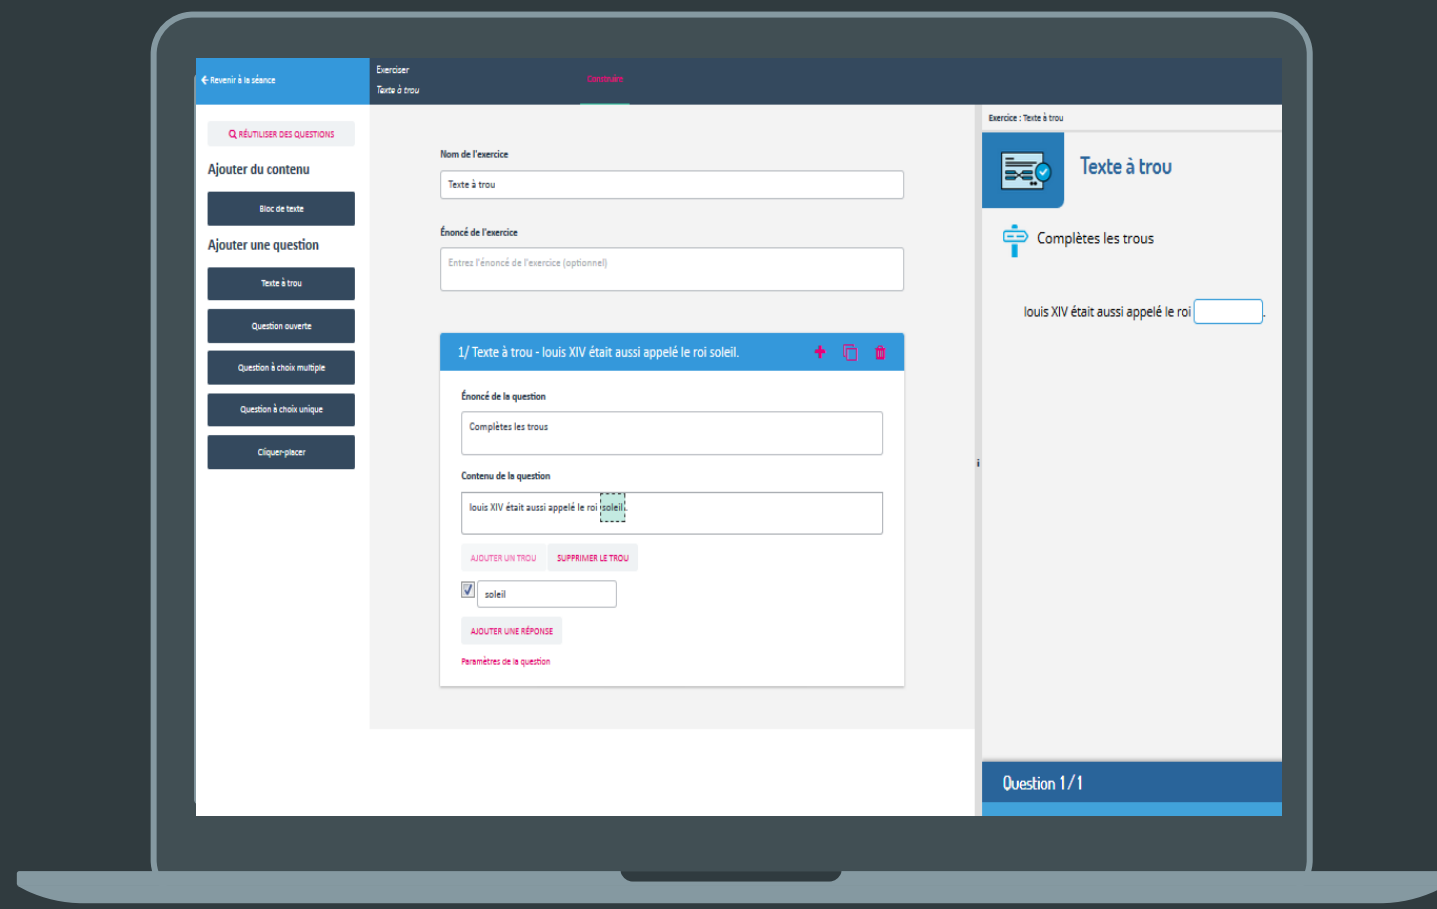 Revenir à la séance
Exerciser
Texte à trou
Construire
RÉUTILISER DES QUESTIONS
Ajouter du contenu
Bloc de texte
Ajouter une question
Texte à trou
Question ouverte
Question à choix multiple
Question à choix unique
Cliquer-placer
Nom de l'exercice
Texte à trou
Énoncé de l'exercice
Entrez l'énoncé de l'exercice (optionnel)
1/ Texte à trou - louis XIV était aussi appelé le roi soleil.
Énoncé de la question
Complètes les trous
Contenu de la question
louis XIV était aussi appelé le roi soleil.
AJOUTER UN TROU SUPPRIMER LE TROU
soleil
AJOUTER UNE RÉPONSE
Paramètres de la question
Exercice : Texte à trou
Texte à trou
Complètes les trous
louis XIV était aussi appelé le roi .
Question 1/1